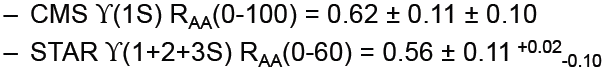 – CMS ϒ(1S) R_AA(0-100) = 0.62 ± 0.11 ± 0.10
– STAR ϒ(1+2+3S) R_AA(0-60) = 0.56 ± 0.11 ^+0.02_-0.10